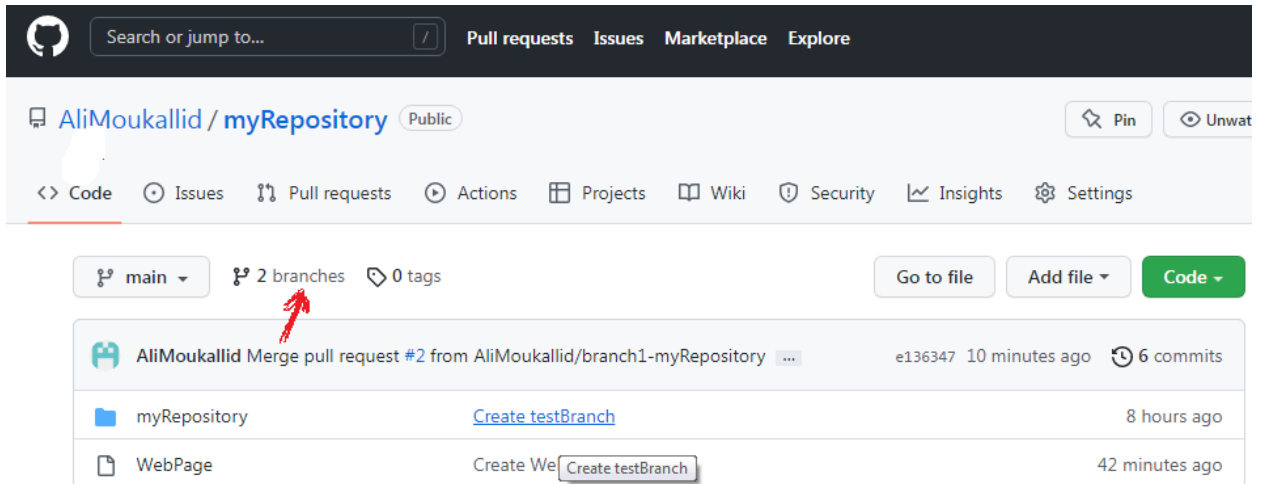 Search or jump to... / Pull requests Issues Marketplace Explore
AliMoukallid / myRepository Public Pin Unwat
<> Code Issues Pull requests Actions Projects Wiki Security Insights Settings
main 2 branches 0 tags Go to file Add file Code
AliMoukallid Merge pull request #2 from AliMoukallid/branch1-myRepository ... e136347 10 minutes ago 6 commits
myRepository Create testBranch 8 hours ago
WebPage Create We Create testBranch 42 minutes ago